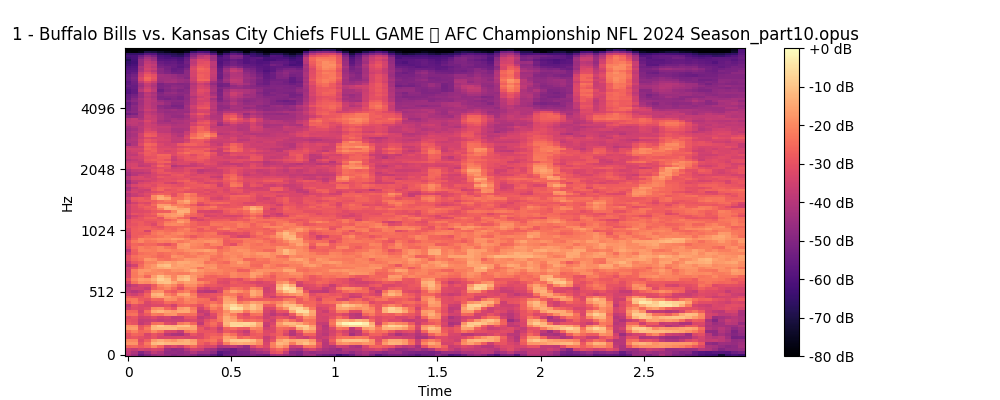 1 - Buffalo Bills vs. Kansas City Chiefs FULL GAME ▯ AFC Championship NFL 2024 Season_part10.opus
+0 dB
-10 dB
-20 dB
-30 dB
-40 dB
-50 dB
-60 dB
-70 dB
-80 dB
4096
2048
1024
512
0
Hz
0
0.5
1
1.5
2
2.5
Time